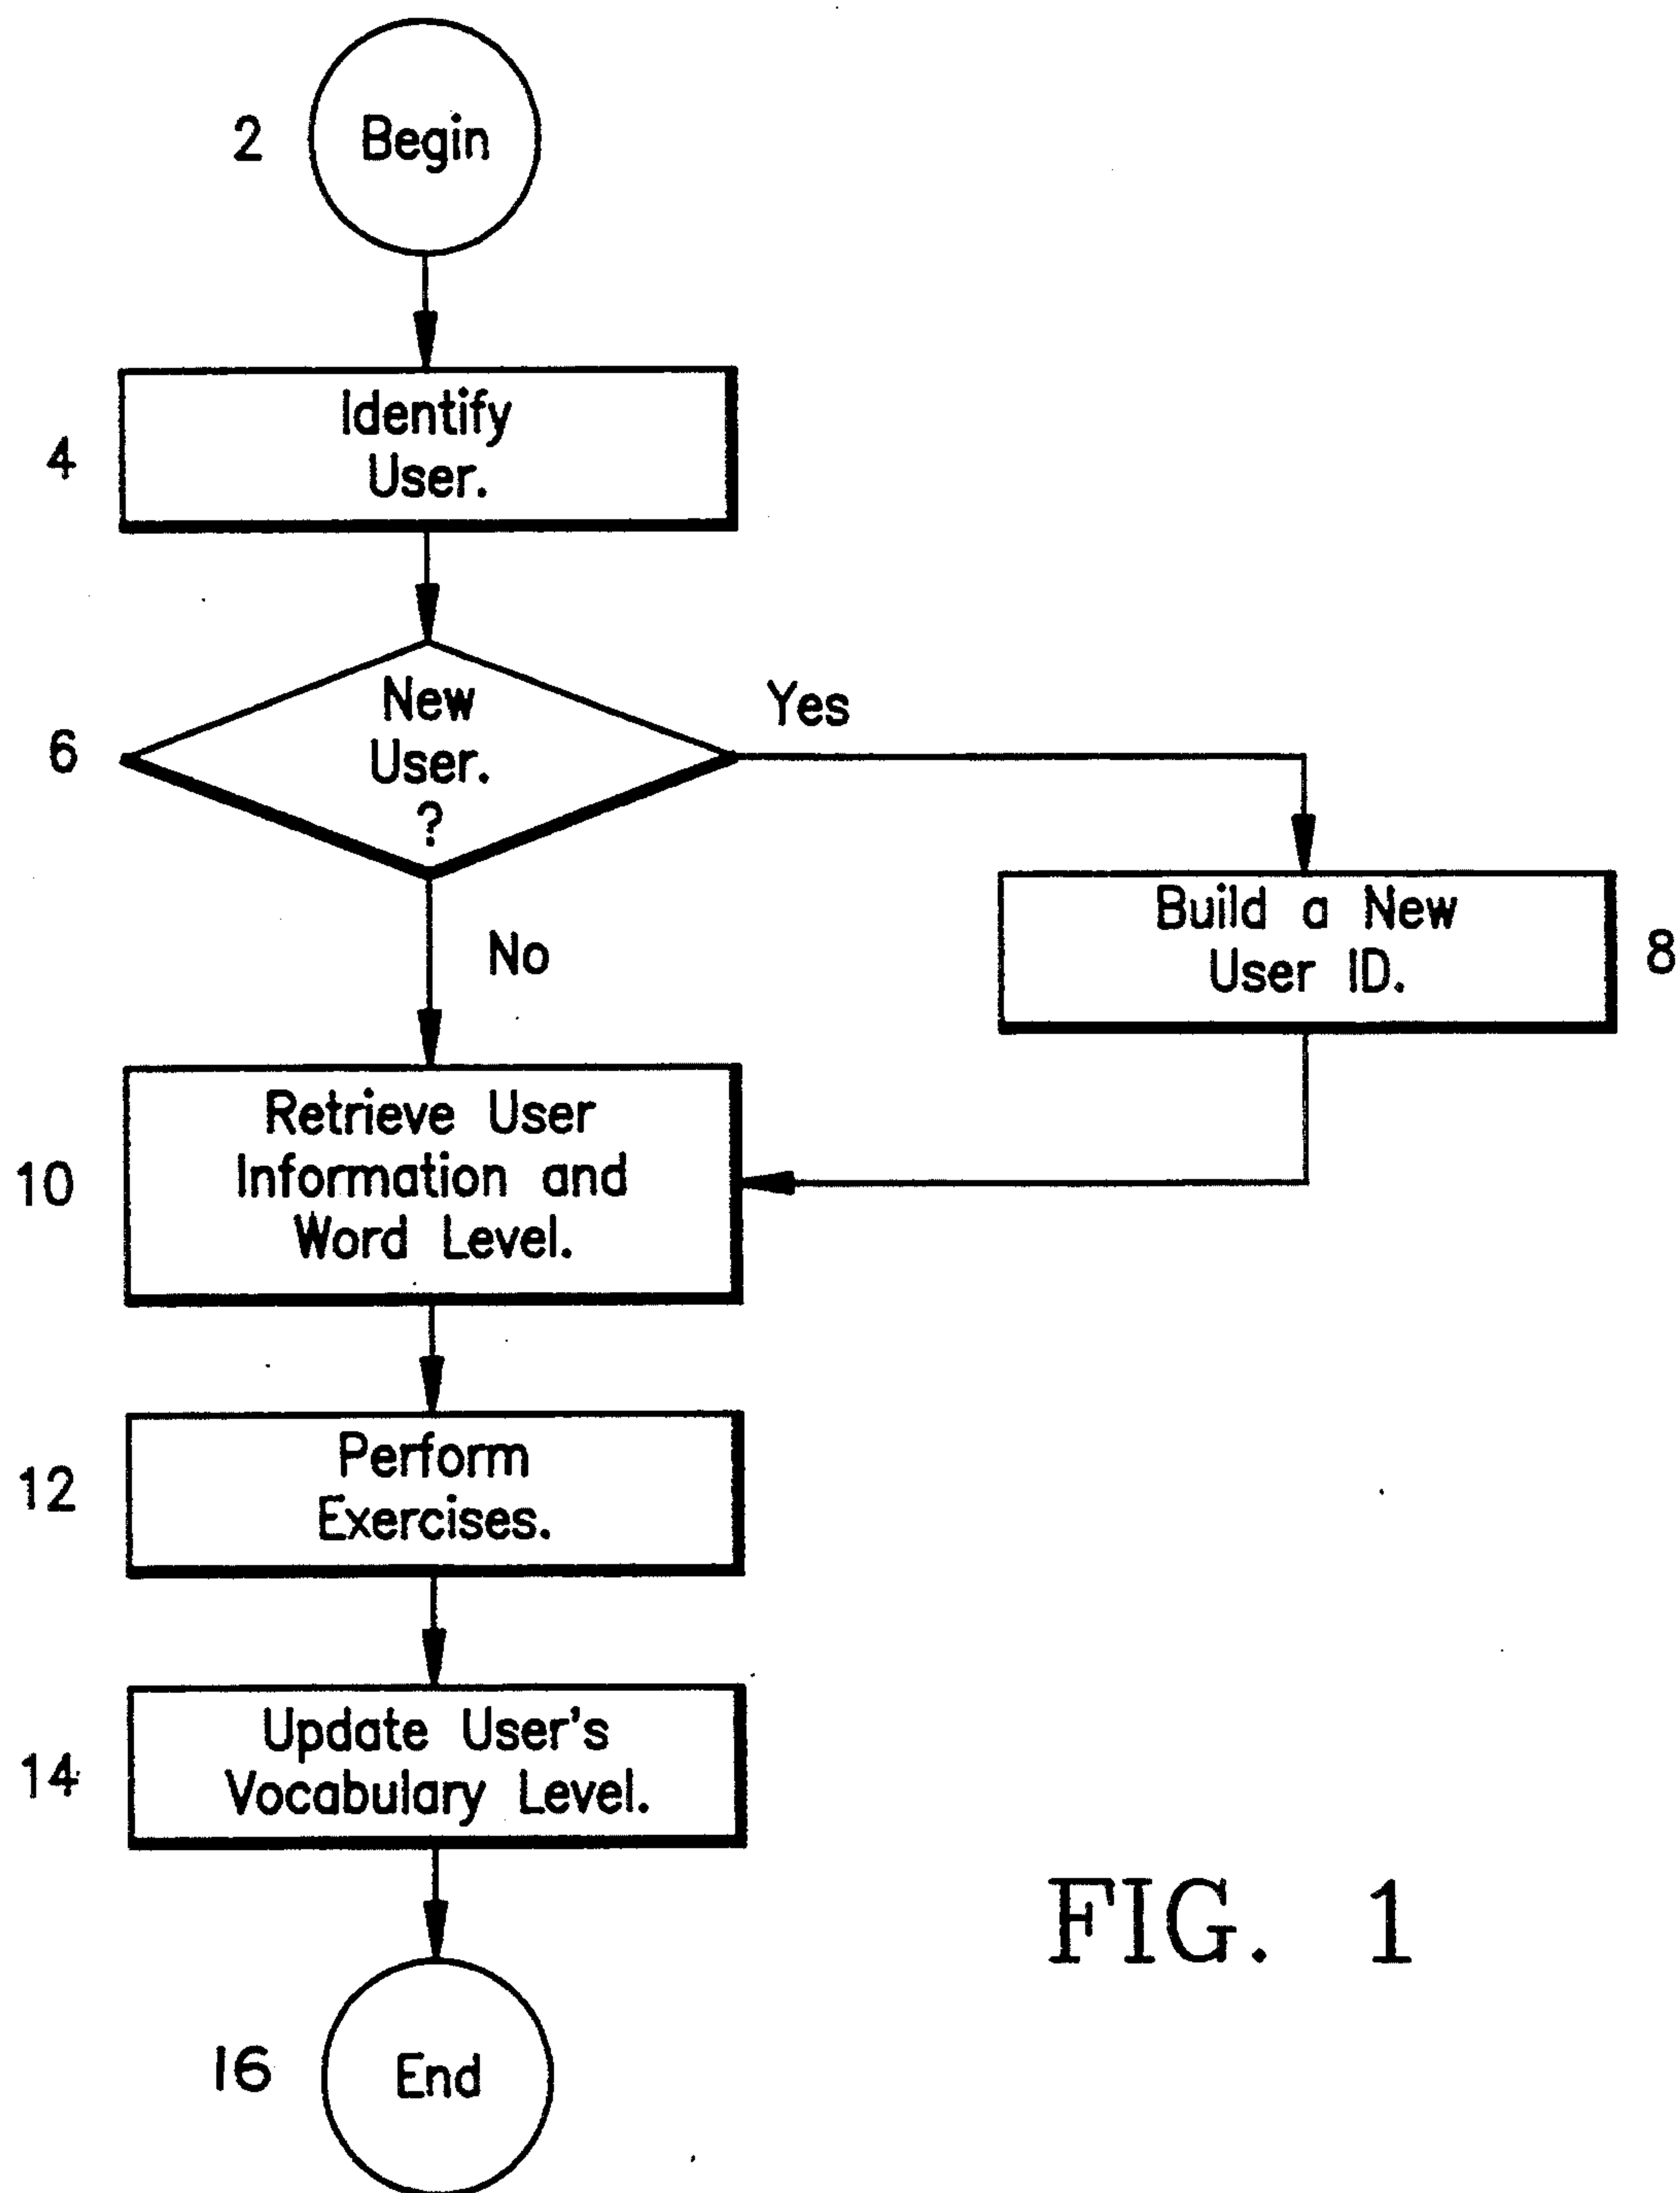 2
Begin
4
Identify
User.
6
New
User.
?
Yes
No
Build a New
User ID.
8
10
Retrieve User
Information and
Word Level.
12
Perform
Exercises.
14
Update User's
Vocabulary Level.
16
End
FIG. 1